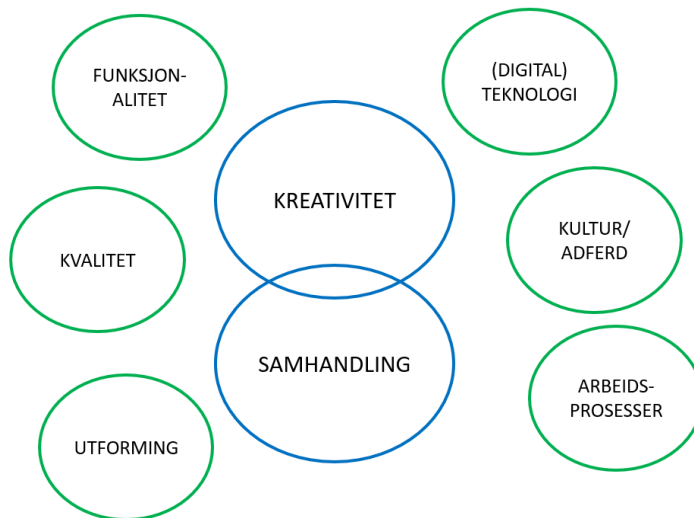 FUNKSJON-
ALITET
(DIGITAL)
TEKNOLOGI
KREATIVITET
KULTUR/
ADFERD
KVALITET
SAMHANDLING
ARBEIDS-
PROSESSER
UTFORMING